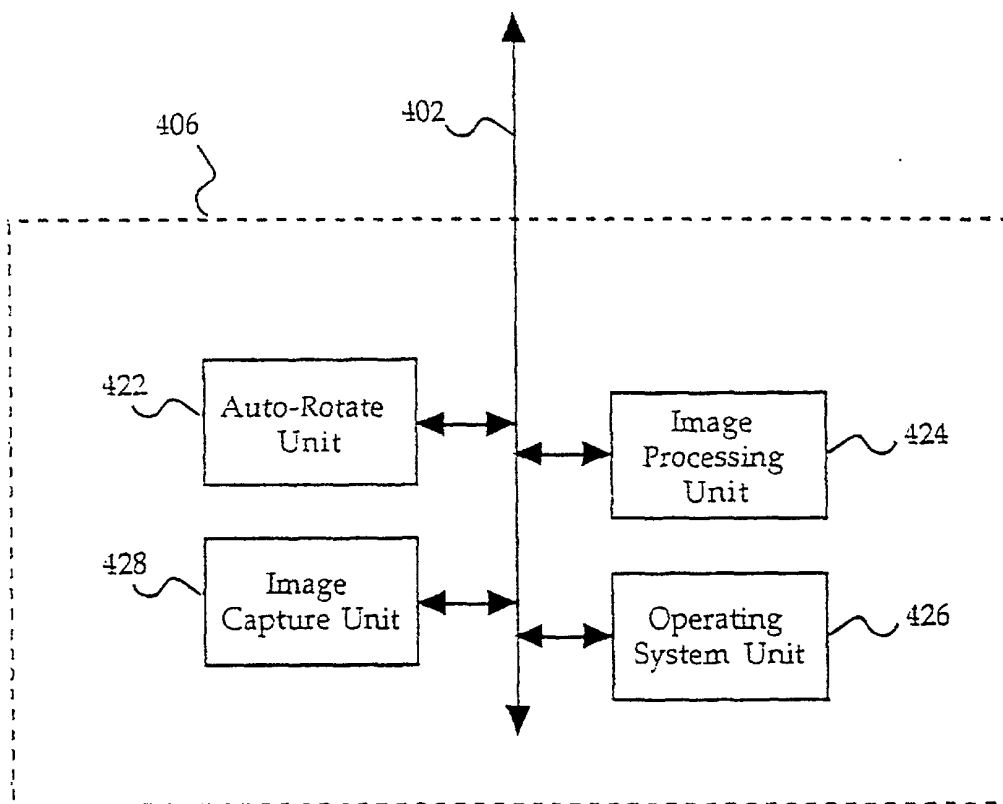 406
402
422
Auto-Rotate
Unit
Image
Processing
Unit
424
428
Image
Capture Unit
Operating
System Unit
426